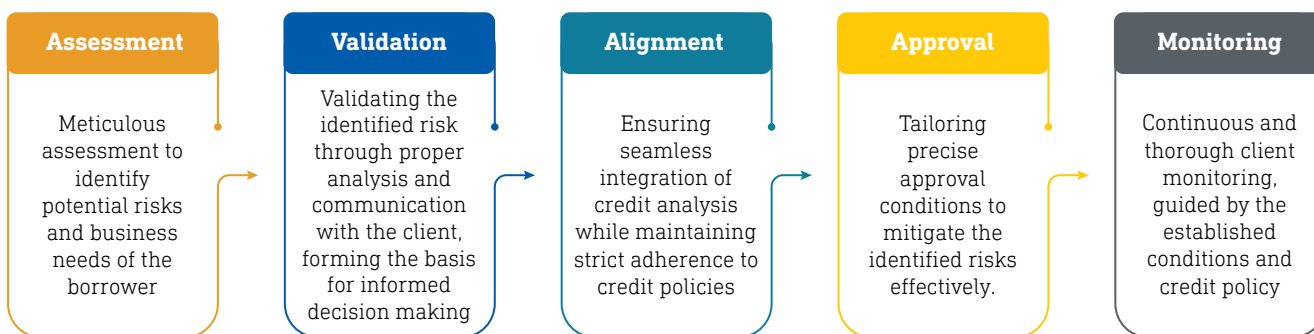 Assessment
Meticulous
assessment to
identify
potential risks
and business
needs of the
borrower
Validation
Validating the
identified risk
through proper
analysis and
communication
with the client,
forming the basis
for informed
decision making
Alignment
Ensuring
seamless
integration of
credit analysis
while maintaining
strict adherence to
credit policies
Approval
Tailoring
precise
approval
conditions to
mitigate the
identified risks
effectively.
Monitoring
Continuous and
thorough client
monitoring,
guided by the
established
conditions and
credit policy